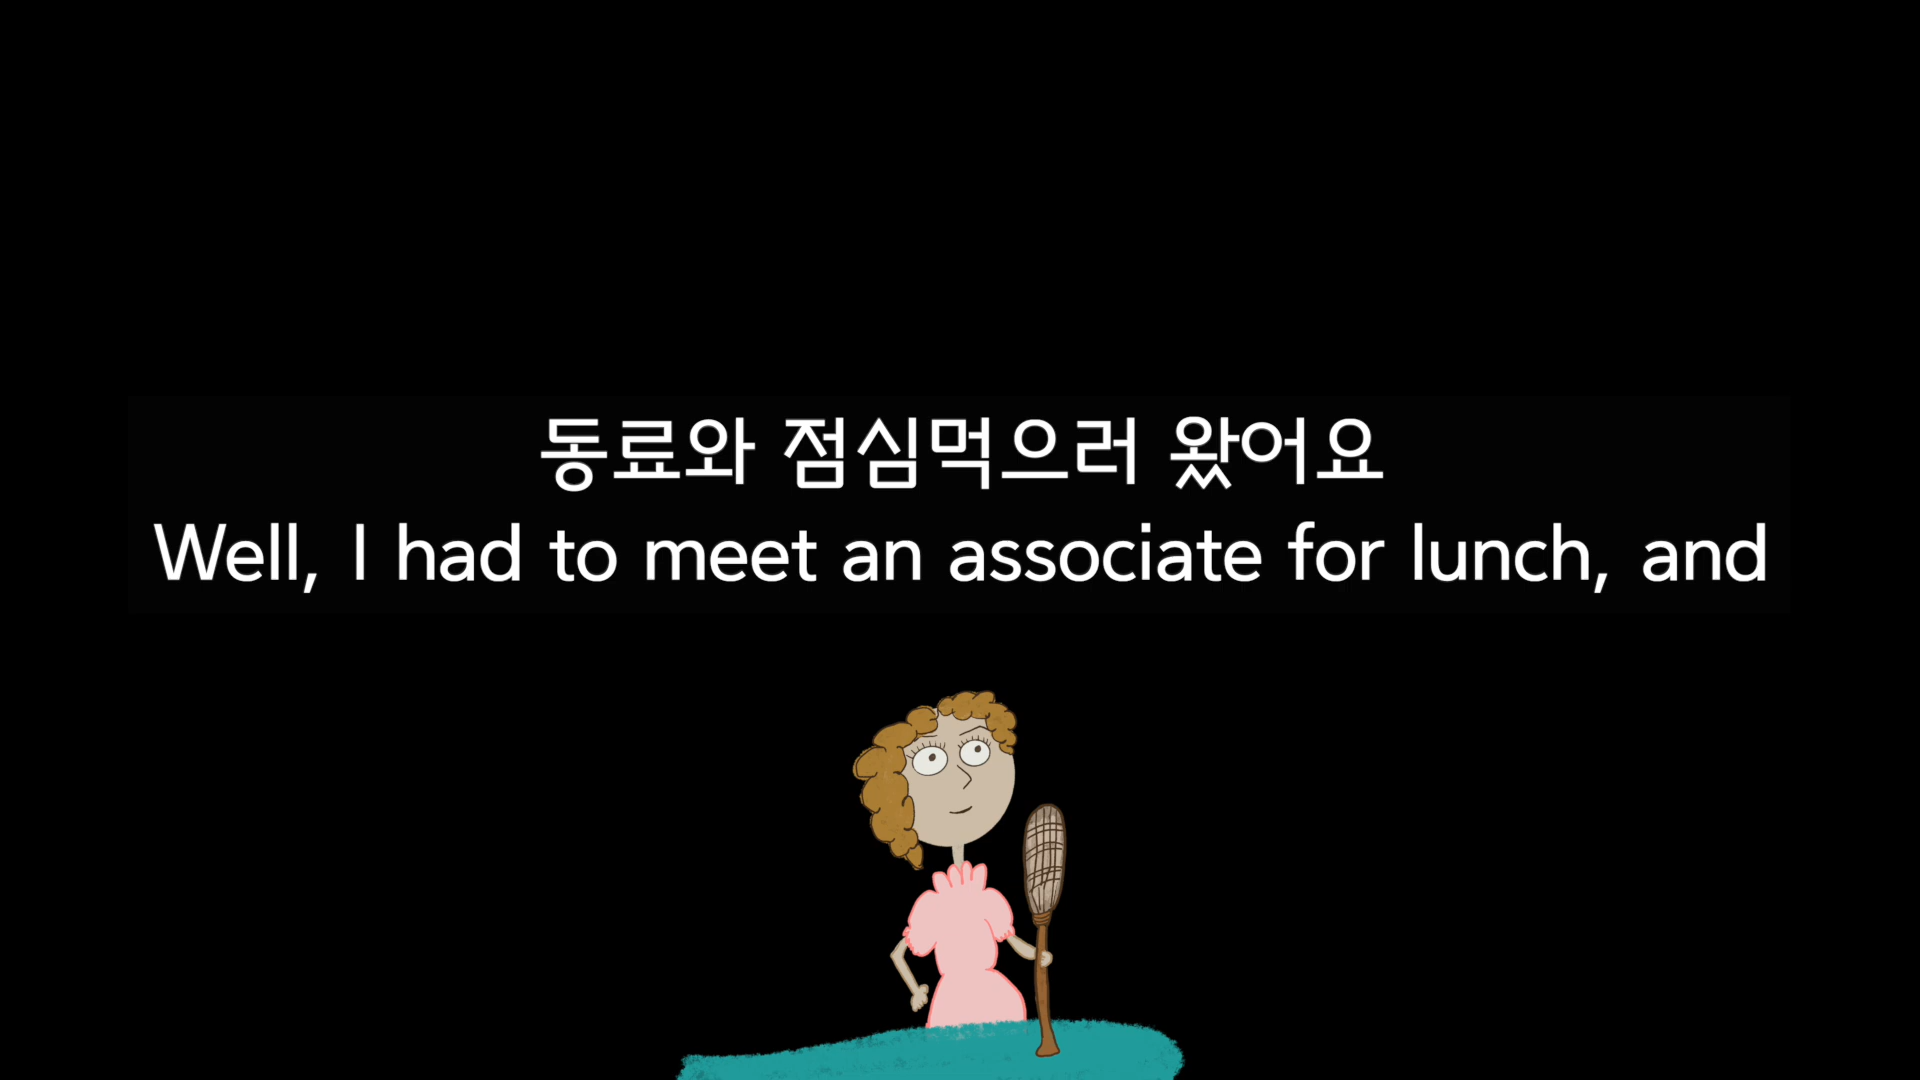 동료와 점심먹으러 왔어요
Well, I had to meet an associate for lunch, and